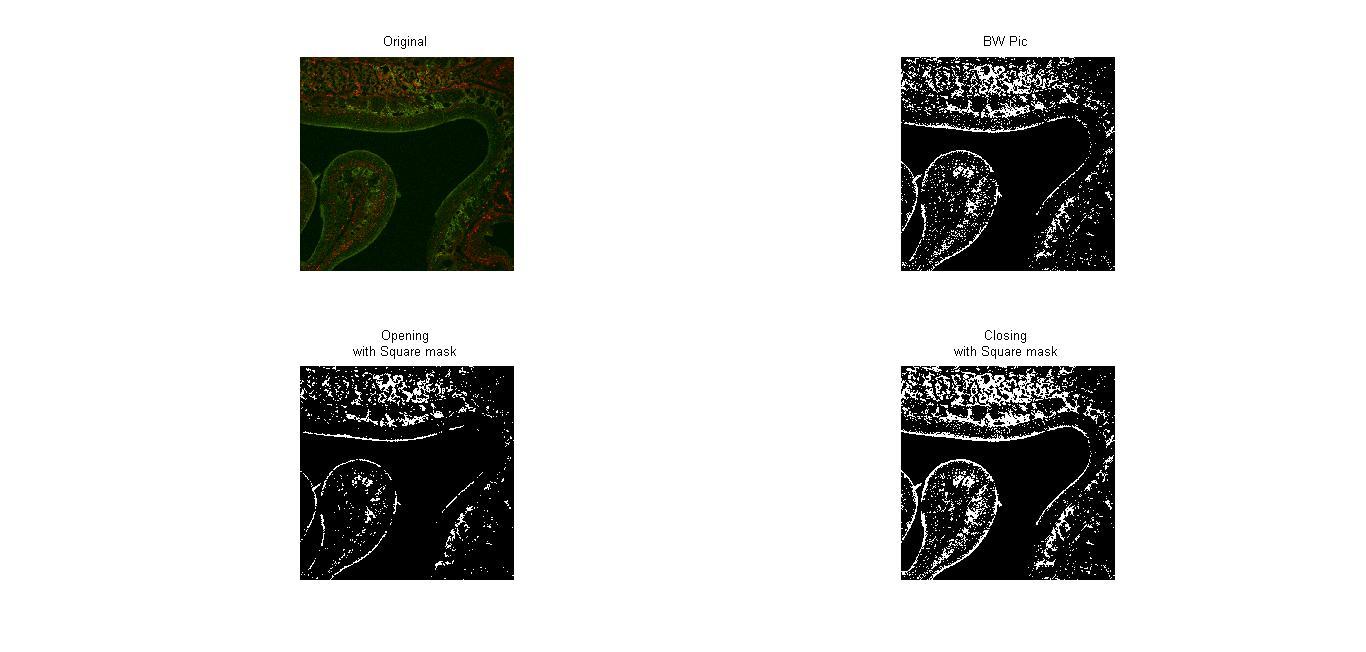 Original
BW Pic
Opening
with Square mask
Closing
with Square mask